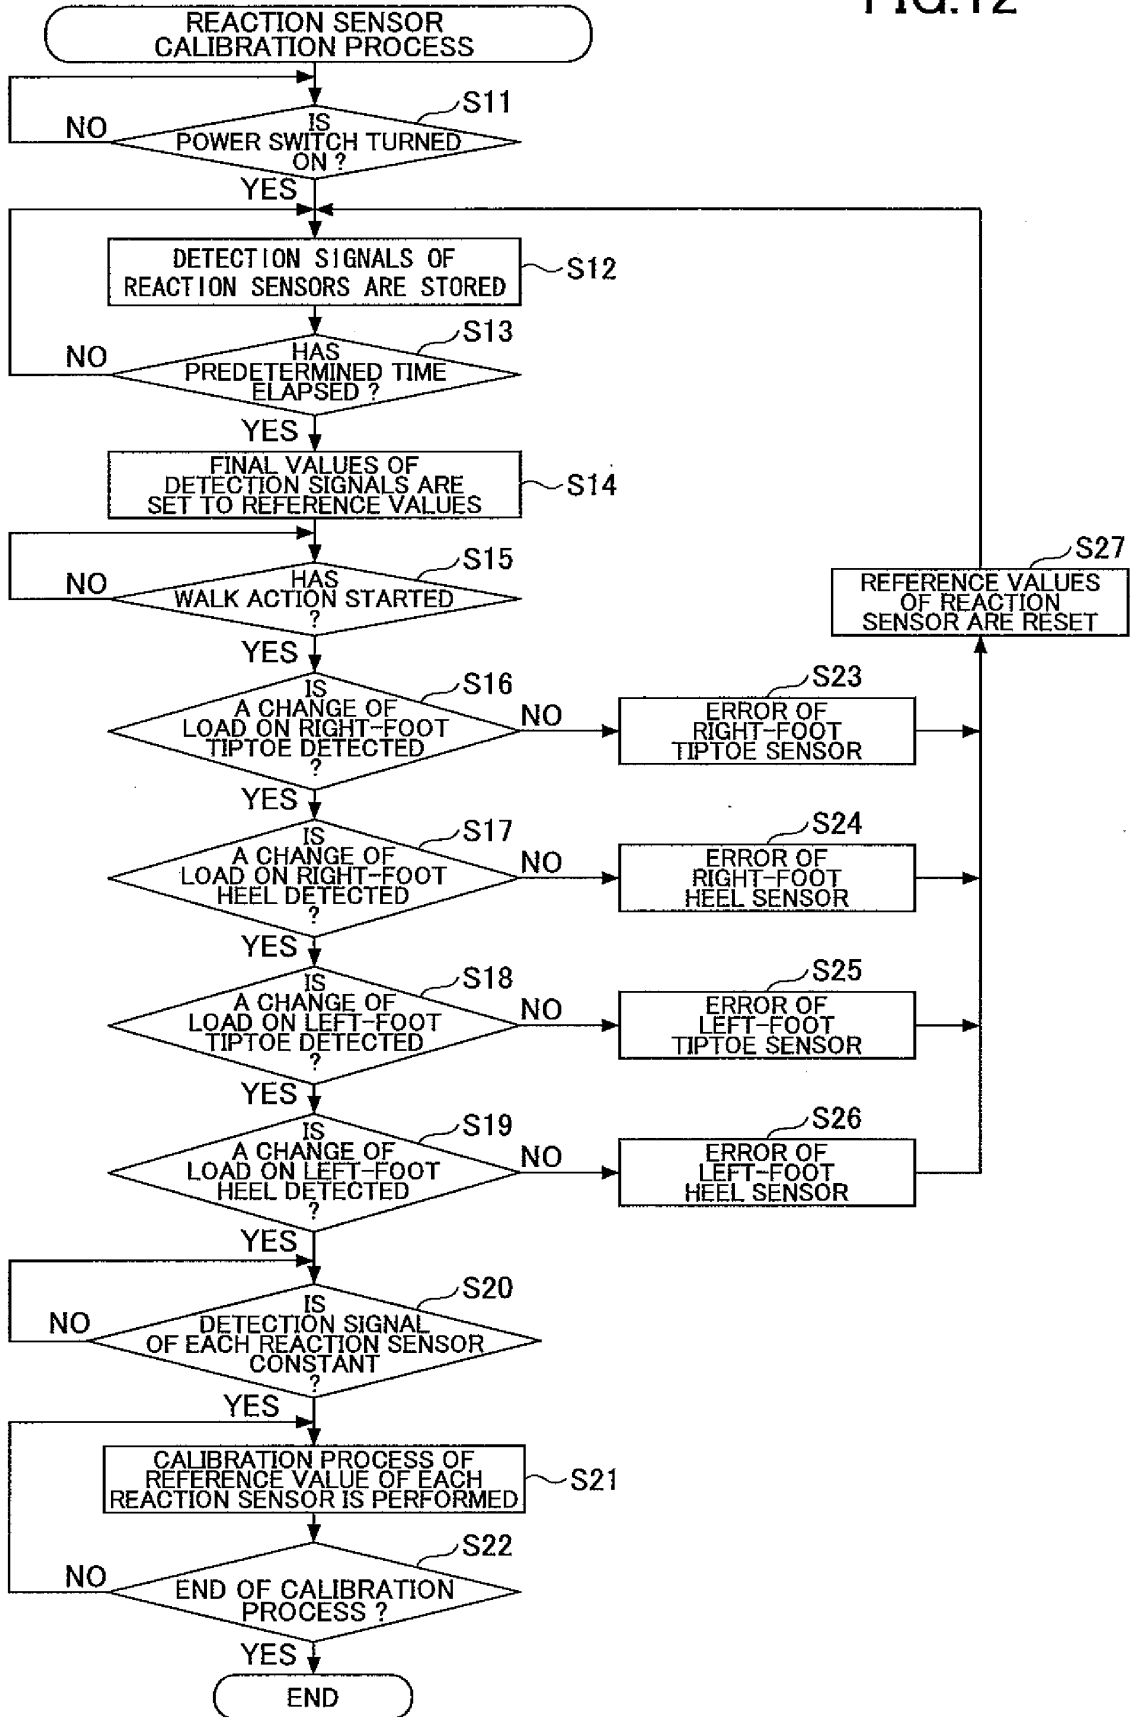 FIG.12
REACTION SENSOR
CALIBRATION PROCESS
S11
IS
POWER SWITCH TURNED
ON ?
NO
YES
DETECTION SIGNALS OF
REACTION SENSORS ARE STORED
S12
S13
HAS
PREDETERMINED TIME
ELAPSED ?
NO
YES
FINAL VALUES OF
DETECTION SIGNALS ARE
SET TO REFERENCE VALUES
S14
S15
HAS
WALK ACTION STARTED
?
NO
YES
S27
REFERENCE VALUES
OF REACTION
SENSOR ARE RESET
S16
IS
A CHANGE OF
LOAD ON RIGHT-FOOT
TIPTOE DETECTED
?
NO
YES
S23
ERROR OF
RIGHT-FOOT
TIPTOE SENSOR
S17
IS
A CHANGE OF
LOAD ON RIGHT-FOOT
HEEL DETECTED
?
NO
YES
S24
ERROR OF
RIGHT-FOOT
HEEL SENSOR
S18
IS
A CHANGE OF
LOAD ON LEFT-FOOT
TIPTOE DETECTED
?
NO
YES
S25
ERROR OF
LEFT-FOOT
TIPTOE SENSOR
S19
IS
A CHANGE OF
LOAD ON LEFT-FOOT
HEEL DETECTED
?
NO
YES
S26
ERROR OF
LEFT-FOOT
HEEL SENSOR
S20
IS
DETECTION SIGNAL
OF EACH REACTION SENSOR
CONSTANT
?
NO
YES
CALIBRATION PROCESS OF
REFERENCE VALUE OF EACH
REACTION SENSOR IS PERFORMED
S21
S22
END OF CALIBRATION
PROCESS ?
NO
YES
END